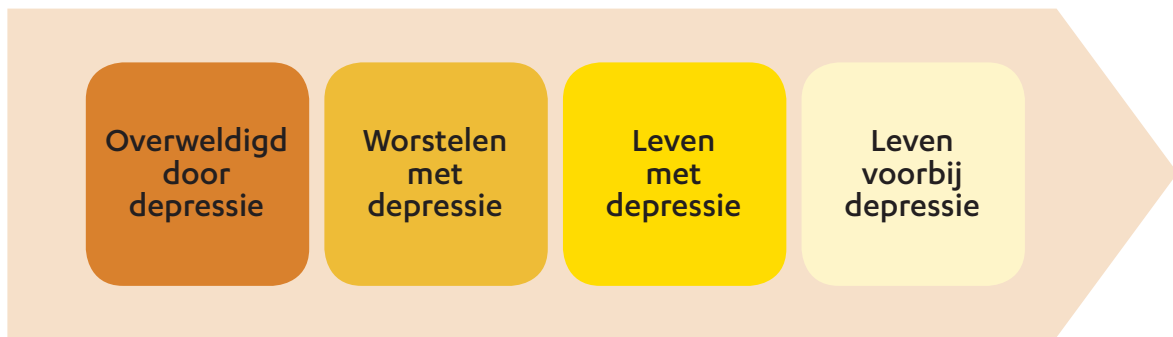 Overweldigd
door
depressie
Worstelen
met
depressie
Leven
met
depressie
Leven
voorbij
depressie